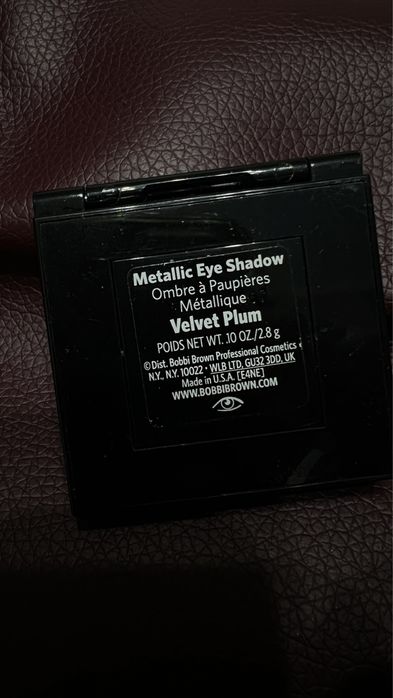 Metallic Eye Shadow
Ombre à Paupières
Métallique
Velvet Plum
POIDS NET WT. .10 OZ./2.8 g
©Dist. Bobbi Brown Professional Cosmetics •
N.Y., N.Y. 10022 • WLB LTD, GU32 3DD, UK
Made in U.S.A. [E4NE]
WWW.BOBBIBROWN.COM